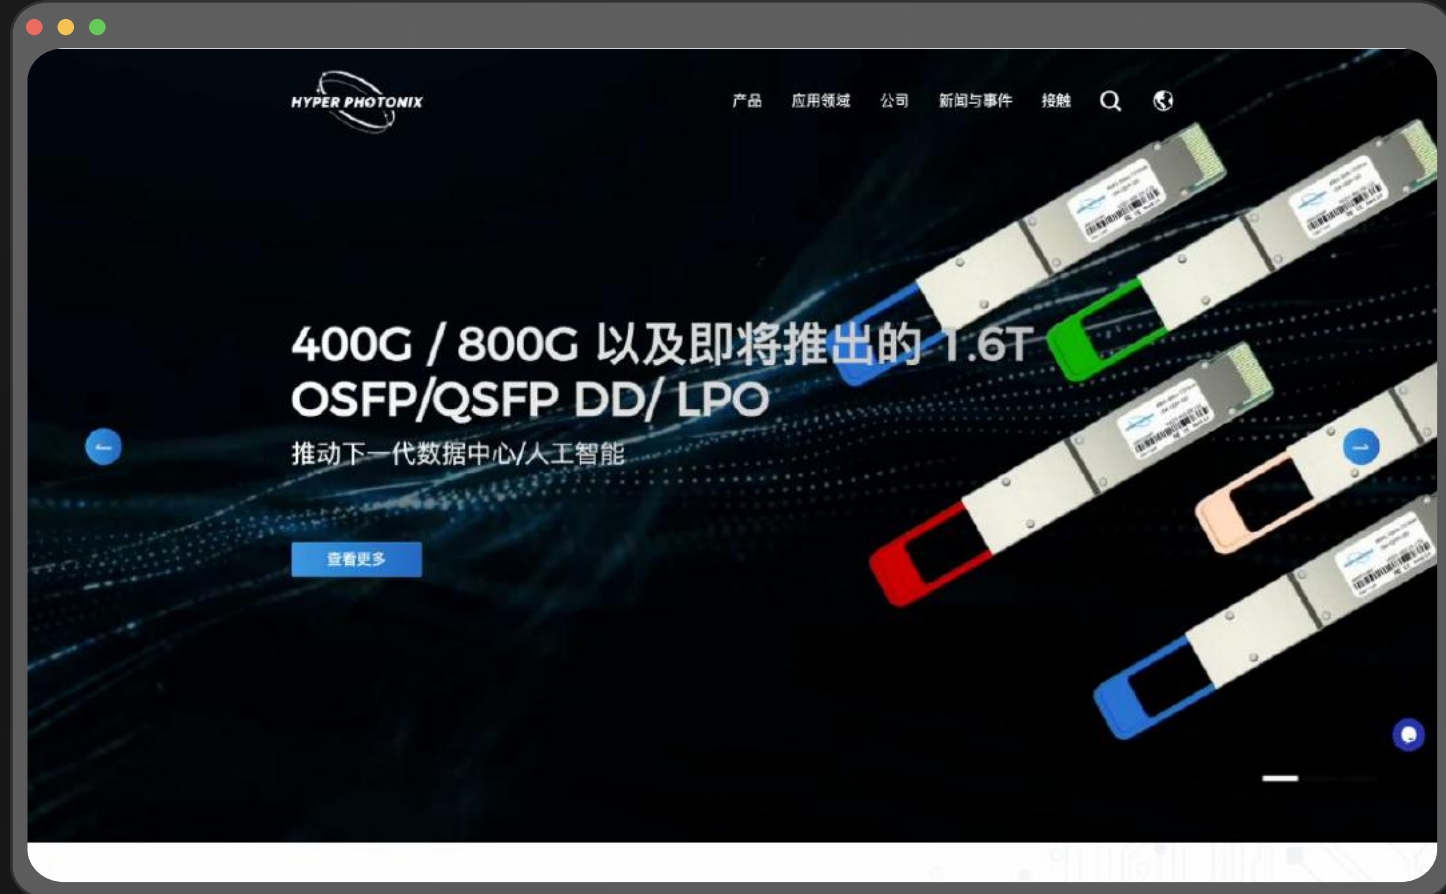 HYPER PHOTONIX
产品 应用领域 公司 新闻与事件 接触
400G / 800G 以及即将推出的 1.6T
OSFP/QSFP DD/ LPO
推动下一代数据中心/人工智能
查看更多